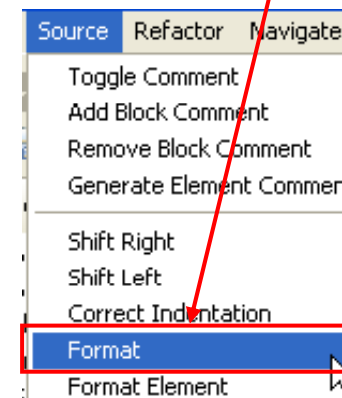 Source Refactor Navigate
Toggle Comment
Add Block Comment
Remove Block Comment
Generate Element Commen
Shift Right
Shift Left
Correct Indentation
Format
Format Element